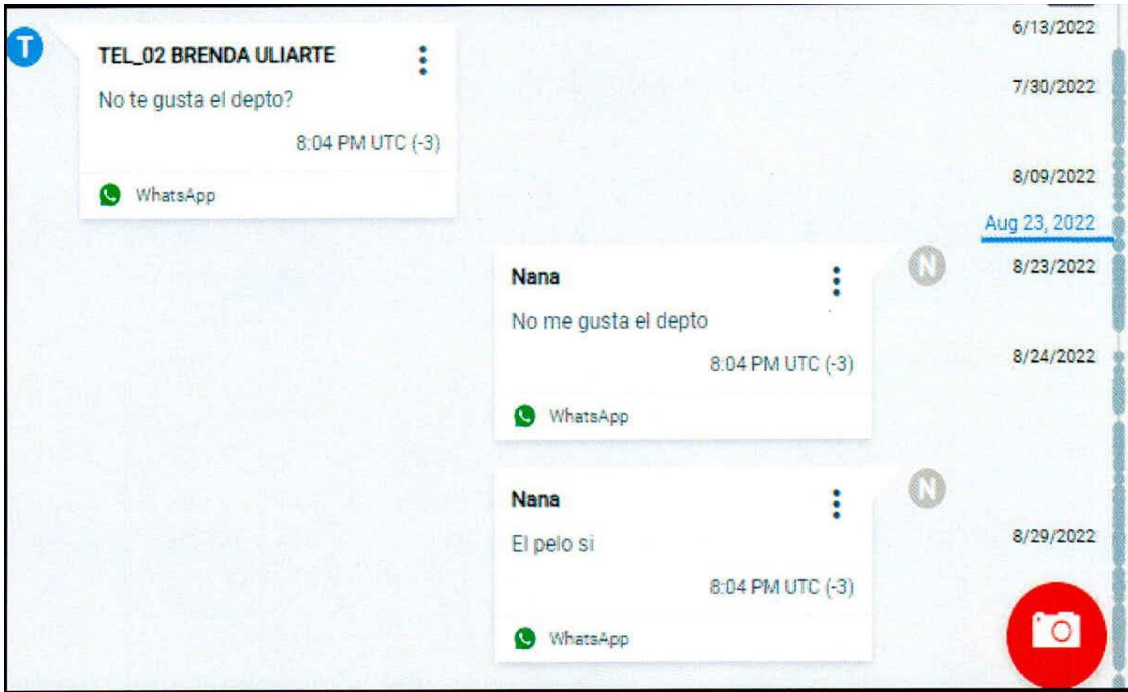 T
TEL_02 BRENDA ULIARTE
No te gusta el depto?
8:04 PM UTC (-3)
WhatsApp
Nana
N
No me gusta el depto
8:04 PM UTC (-3)
WhatsApp
Nana
N
El pelo si
8:04 PM UTC (-3)
WhatsApp
6/13/2022
7/30/2022
8/09/2022
Aug 23, 2022
8/23/2022
8/24/2022
8/29/2022